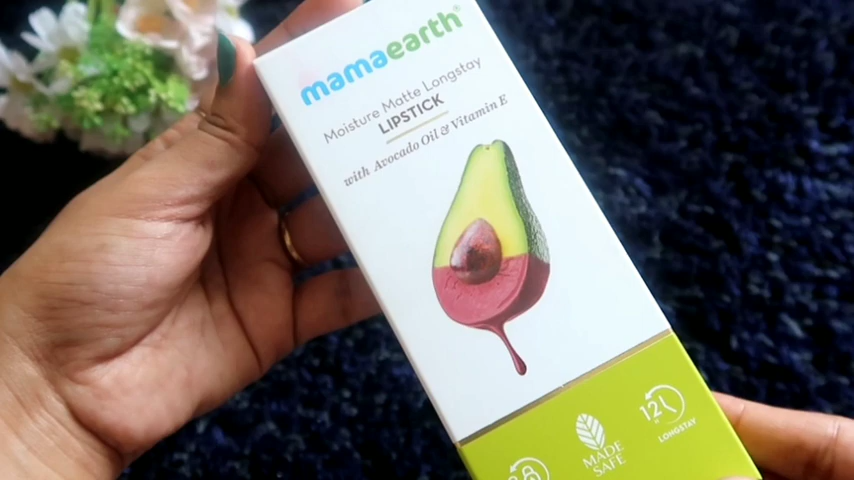 mamaearth
Moisture Matte Longstay
LIPSTICK
with Avocado Oil & Vitamin E
12
LONGSTAY
MADE
SAFE